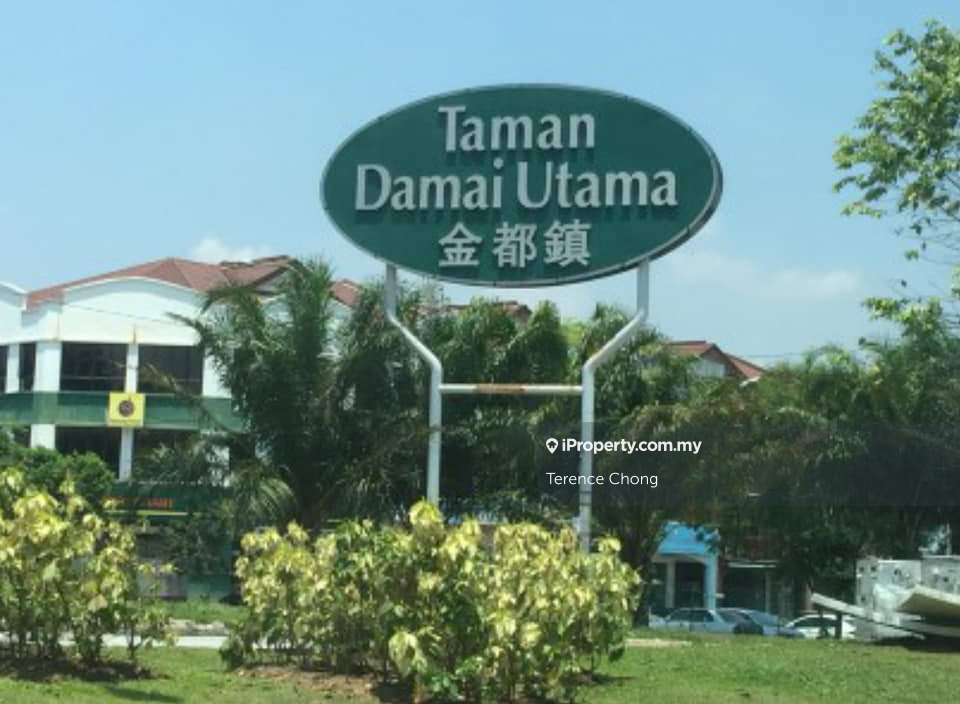 Taman
Damai Utama
金都鎮
iProperty.com.my
Terence Chong